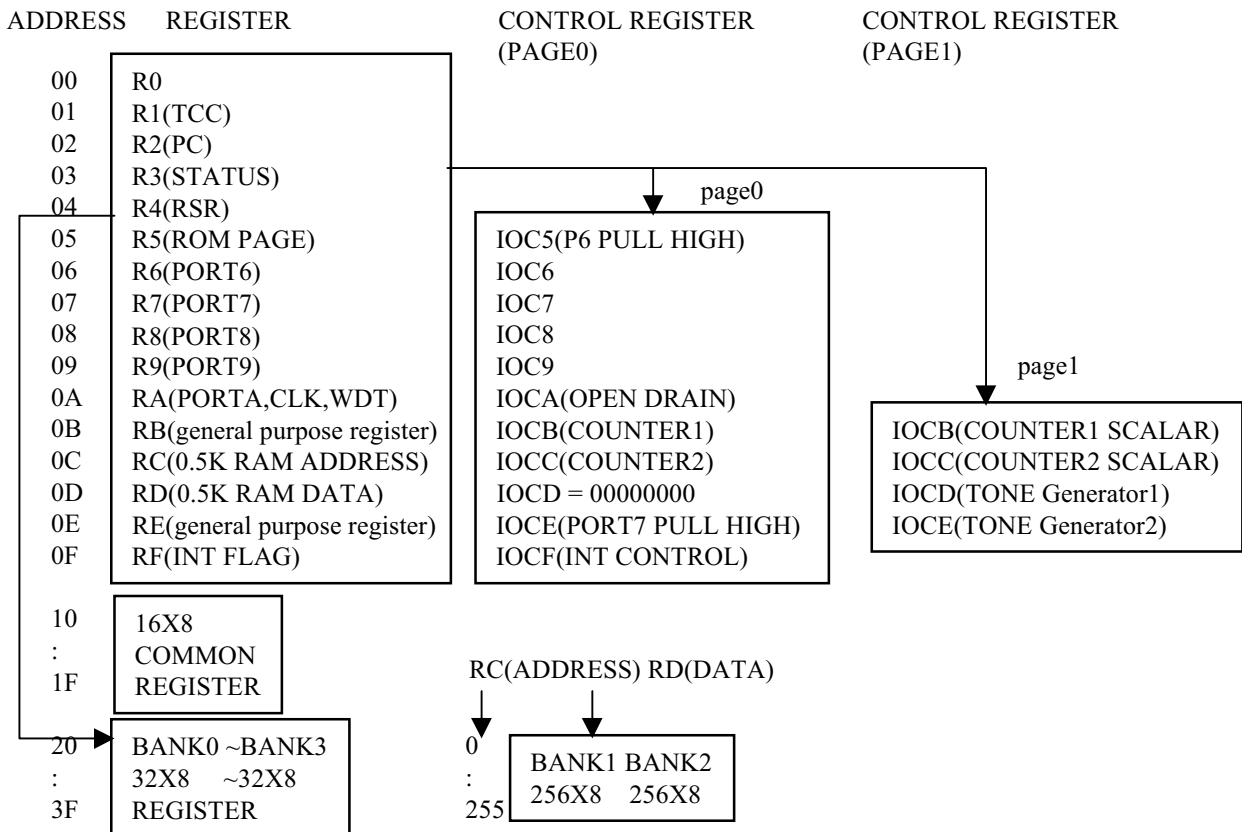 ADDRESS REGISTER CONTROL REGISTER CONTROL REGISTER
(PAGE0) (PAGE1)
00 R0
01 R1(TCC)
02 R2(PC)
03 R3(STATUS)
page0
04 R4(RSR)
05 R5(ROM PAGE) IOC5(P6 PULL HIGH)
06 R6(PORT6) IOC6
07 R7(PORT7) IOC7
08 R8(PORT8) IOC8
09 R9(PORT9) IOC9
page1
0A RA(PORTA,CLK,WDT) IOCA(OPEN DRAIN)
0B RB(general purpose register) IOCB(COUNTER1) IOCB(COUNTER1 SCALAR)
0C RC(0.5K RAM ADDRESS) IOCC(COUNTER2) IOCC(COUNTER2 SCALAR)
0D RD(0.5K RAM DATA) IOCD = 00000000 IOCD(TONE Generator1)
0E RE(general purpose register) IOCE(PORT7 PULL HIGH) IOCE(TONE Generator2)
0F RF(INT FLAG) IOCF(INT CONTROL)
10 16X8
: COMMON
1F REGISTER
RC(ADDRESS) RD(DATA)
20 BANK0 ~BANK3 0 BANK1 BANK2
: 32X8 ~32X8 : 256X8 256X8
3F REGISTER 255